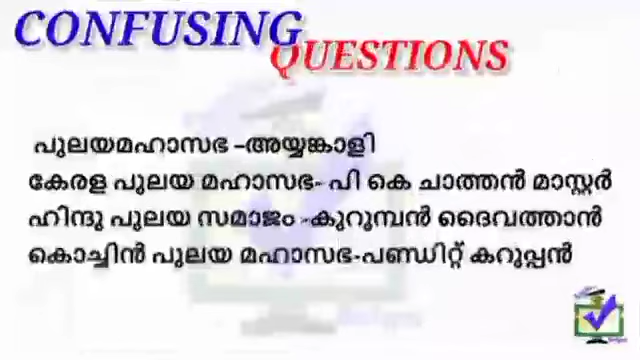 CONFUSING
QUESTIONS
പുലയമഹാസഭ –അയ്യങ്കാളി
കേരള പുലയ മഹാസഭ- പി കെ ചാത്തൻ മാസ്റ്റർ
ഹിന്ദു പുലയ സമാജം -കുറുമ്പൻ ദൈവത്താൻ
കൊച്ചിൻ പുലയ മഹാസഭ-പണ്ഡിറ്റ് കറുപ്പൻ